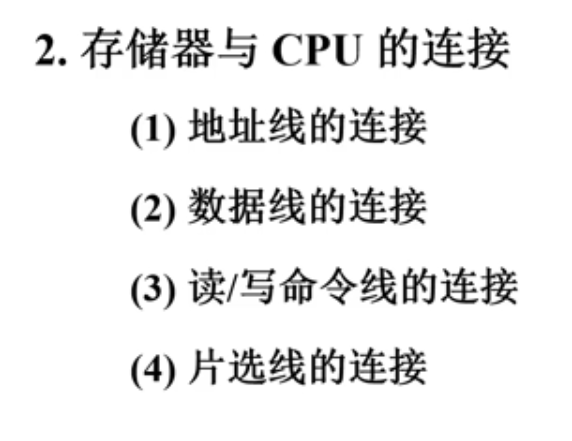 2. 存储器与 CPU 的连接
(1) 地址线的连接
(2) 数据线的连接
(3) 读/写命令线的连接
(4) 片选线的连接